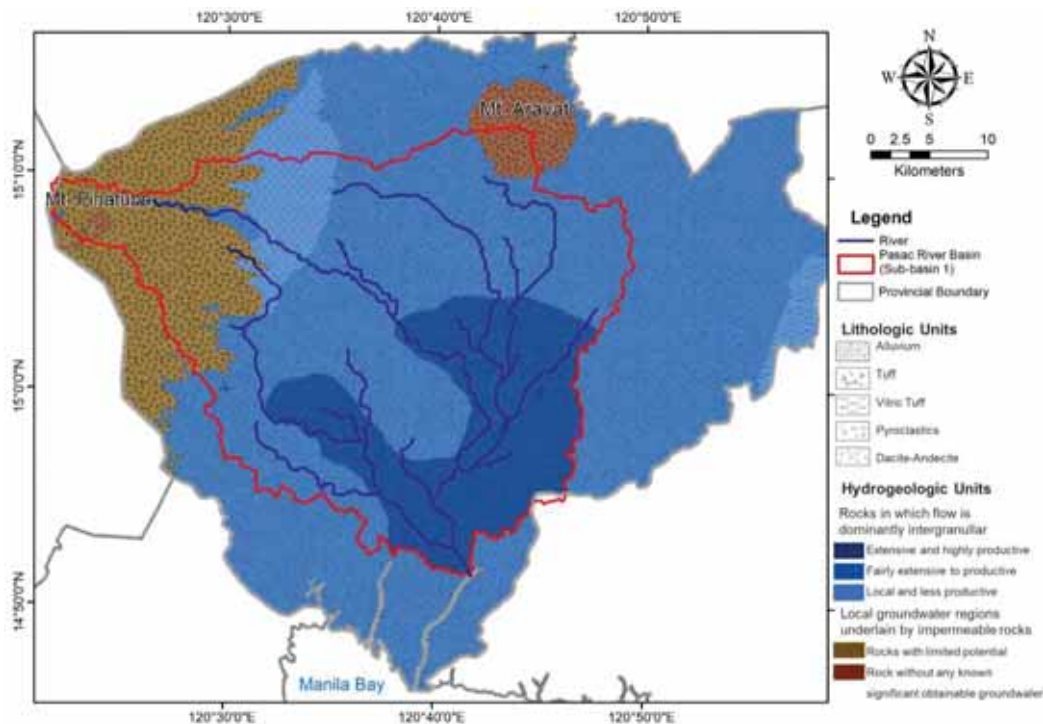 120°30'0"E 120°40'0"E 120°50'0"E
N
W E
S
0 2.5 5 10
Kilometers
15°10'0"N
15°0'0"N
14°50'0"N
Mt. Arayat
Mt. Pinatubo
Manila Bay
120°30'0"E 120°40'0"E 120°50'0"E
Legend
River
Pasac River Basin
(Sub-basin 1)
Provincial Boundary
Lithologic Units
Alluvium
Tuff
Vitric Tuff
Pyroclastics
Dacite-Andecite
Hydrogeologic Units
Rocks in which flow is
dominantly intergranullar
Extensive and highly productive
Fairly extensive to productive
Local and less productive
Local groundwater regions
underlain by impermeable rocks
Rocks with limited potential
Rock without any known
significant obtainable groundwater